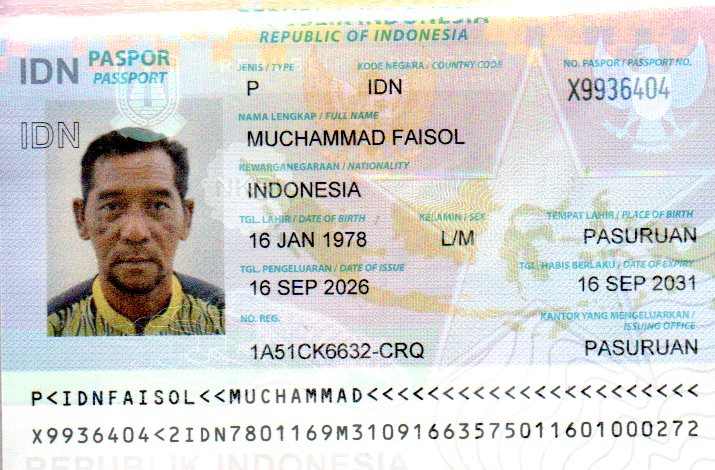 REPUBLIC OF INDONESIA
IDN PASPOR
PASSPORT
JENIS / TYPE KODE NEGARA / COUNTRY CODE NO. PASPOR / PASSPORT NO.
P IDN X9936404
IDN
NAMA LENGKAP / FULL NAME
MUCHAMMAD FAISOL
KEWARGANEGARAAN / NATIONALITY
INDONESIA
TGL. LAHIR / DATE OF BIRTH KELAMIN / SEX TEMPAT LAHIR / PLACE OF BIRTH
16 JAN 1978 L/M PASURUAN
TGL. PENGELUARAN / DATE OF ISSUE TGL. HABIS BERLAKU / DATE OF EXPIRY
16 SEP 2026 16 SEP 2031
NO. REG. KANTOR YANG MENGELUARKAN /
ISSUING OFFICE
1A51CK6632-CRQ PASURUAN
P<IDNFAISOL<<MUCHAMMAD<<<<<<<<<<<<<<<<<<<<<<
X9936404<2IDN7801169M31091663575011601000272
REPUBLIK INDONESIA